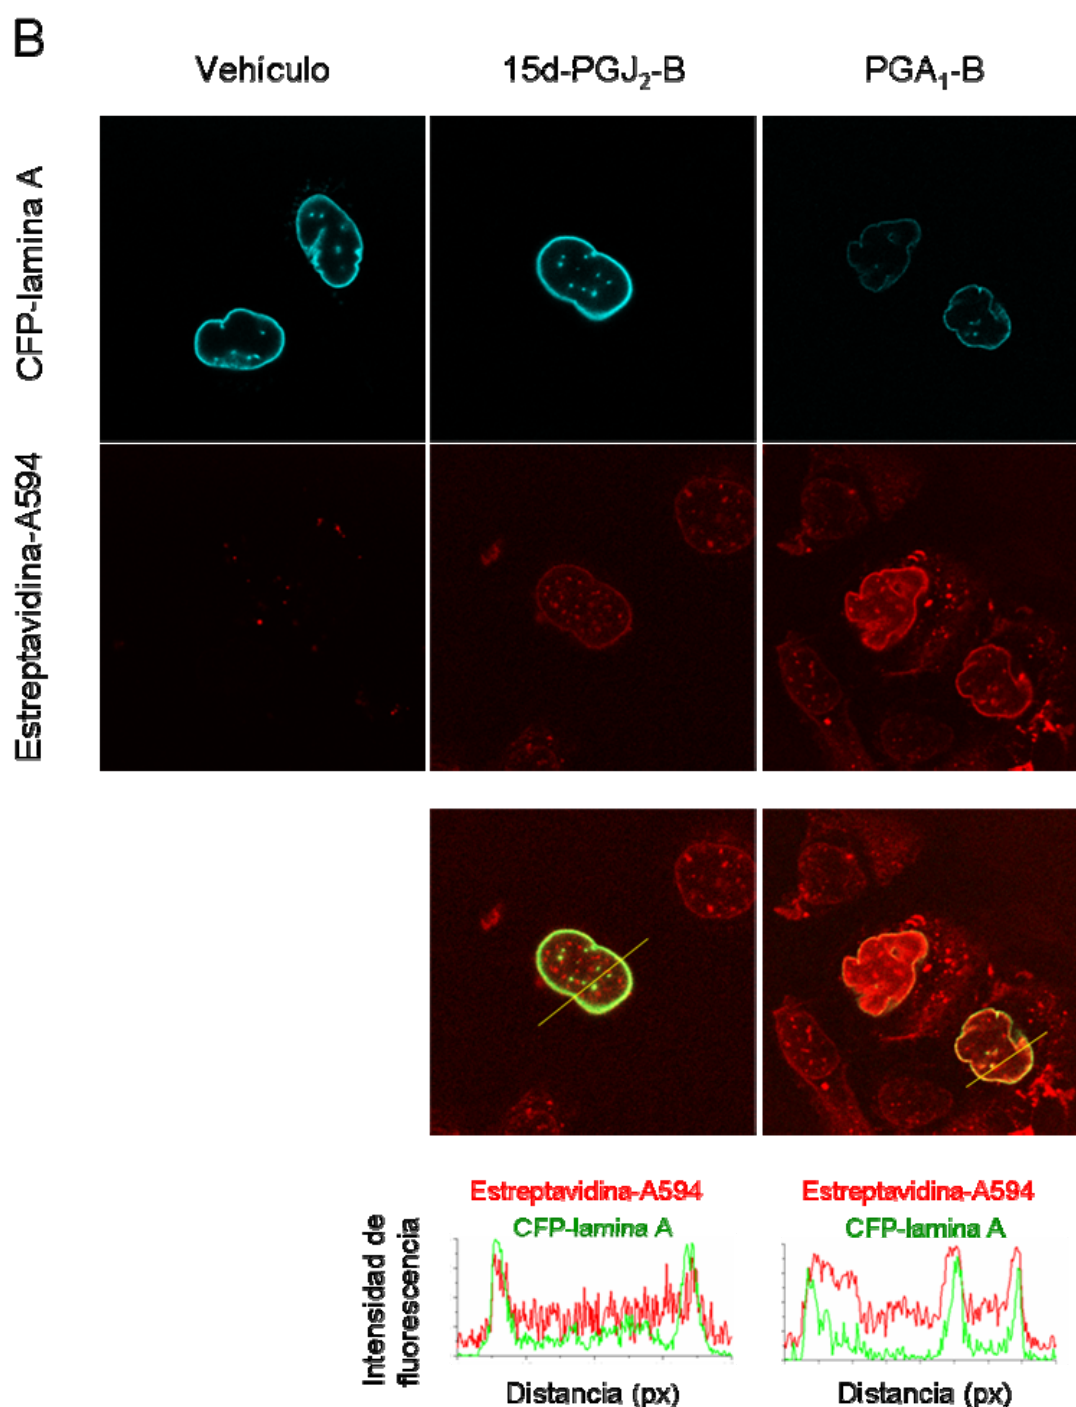 B
Vehículo
15d-PGJ₂-B
PGA₁-B
CFP-lamina A
Estreptavidina-A594
Estreptavidina-A594
CFP-lamina A
Estreptavidina-A594
CFP-lamina A
Intensidad de
fluorescencia
Distancia (px)
Distancia (px)